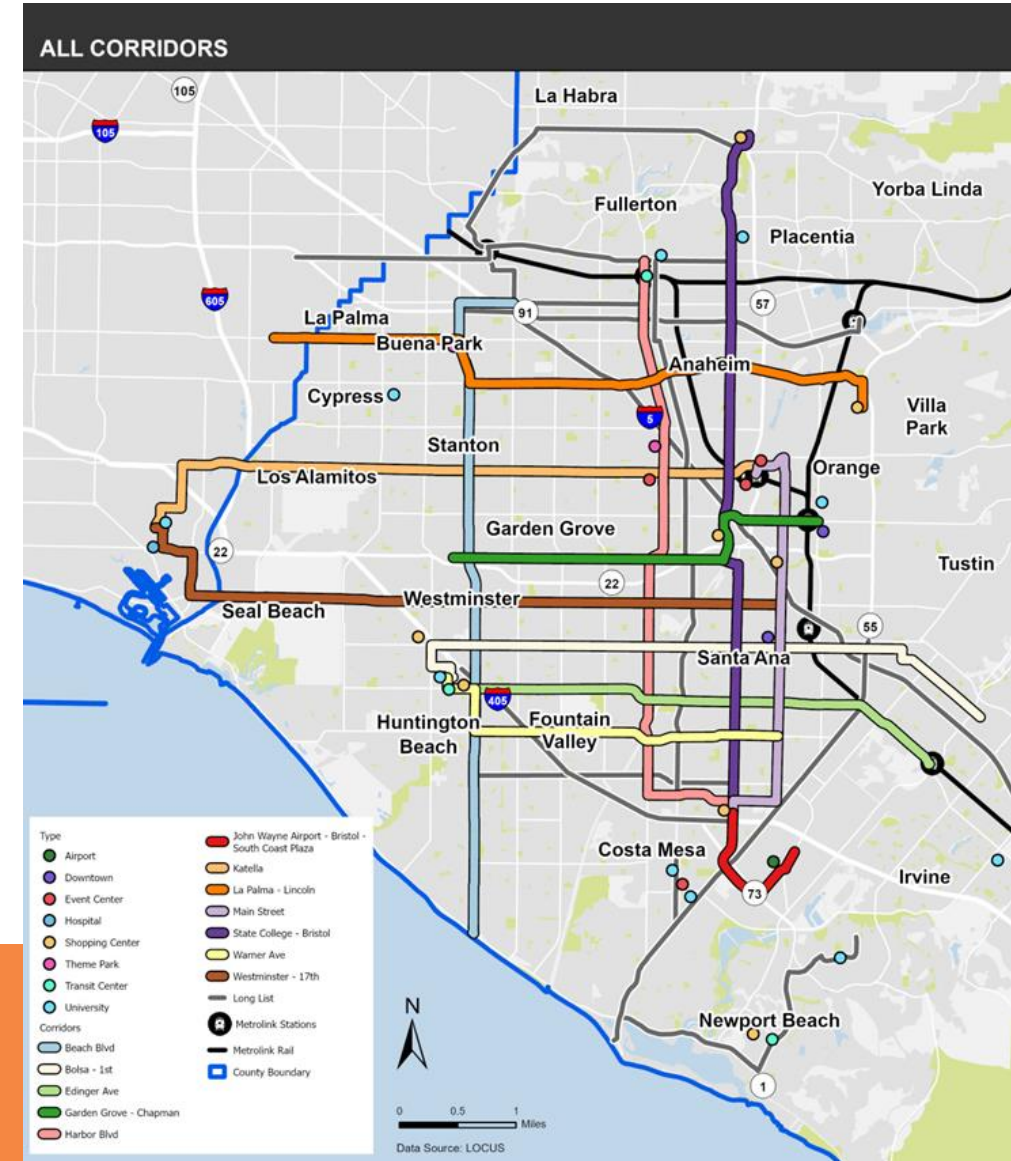 ALL CORRIDORS
105
La Habra
105
Yorba Linda
Fullerton
Placentia
605
57
La Palma
91
Buena Park
Anaheim
Cypress
Villa
Park
5
Stanton
Orange
Los Alamitos
Garden Grove
22
Tustin
22
Westminster
Seal Beach
55
Santa Ana
405
Huntington
Beach
Fountain
Valley
Costa Mesa
Irvine
73
Newport Beach
1
Type
Airport
Downtown
Event Center
Hospital
Shopping Center
Theme Park
Transit Center
University
Corridors
Beach Blvd
Bolsa - 1st
Edinger Ave
Garden Grove - Chapman
Harbor Blvd
John Wayne Airport - Bristol -
South Coast Plaza
Katella
La Palma - Lincoln
Main Street
State College - Bristol
Warner Ave
Westminster - 17th
Long List
Metrolink Stations
Metrolink Rail
County Boundary
N
0 0.5 1
Miles
Data Source: LOCUS